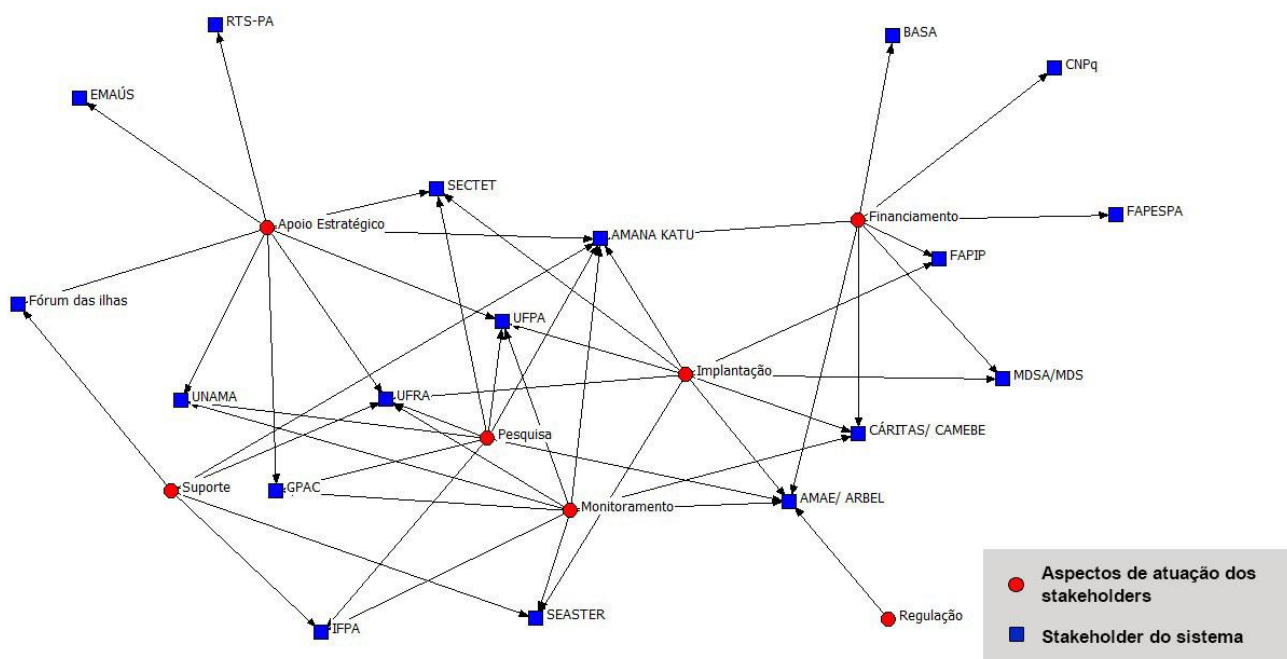 RTS-PA
BASA
CNPq
EMAÚS
SECTET
FAPESPA
Apoio Estratégico
Financiamento
AMANA KATU
FAPIP
Fórum das ilhas
UFPA
Implantação
MDSA/MDS
UNAMA
UFRA
CÁRITAS/ CAMEBE
Pesquisa
Suporte
GPAC
AMAE/ ARBEL
Monitoramento
SEASTER
IFPA
Regulação
Aspectos de atuação dos
stakeholders
Stakeholder do sistema